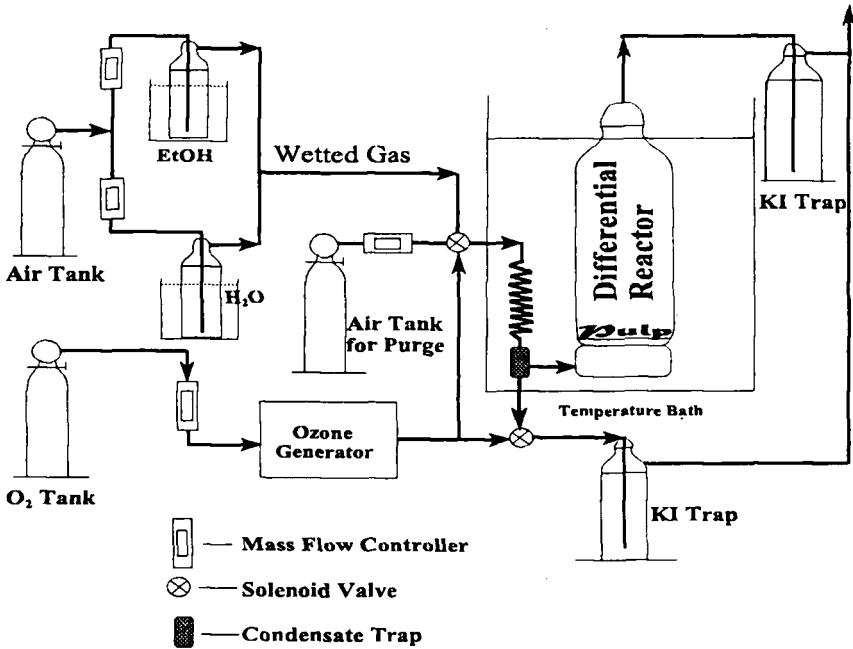 EtOH
Wetted Gas
Air Tank
H₂O
Air Tank
for Purge
Differential
Reactor
Pulp
KI Trap
Temperature Bath
O₂ Tank
Ozone
Generator
KI Trap
Mass Flow Controller
Solenoid Valve
Condensate Trap